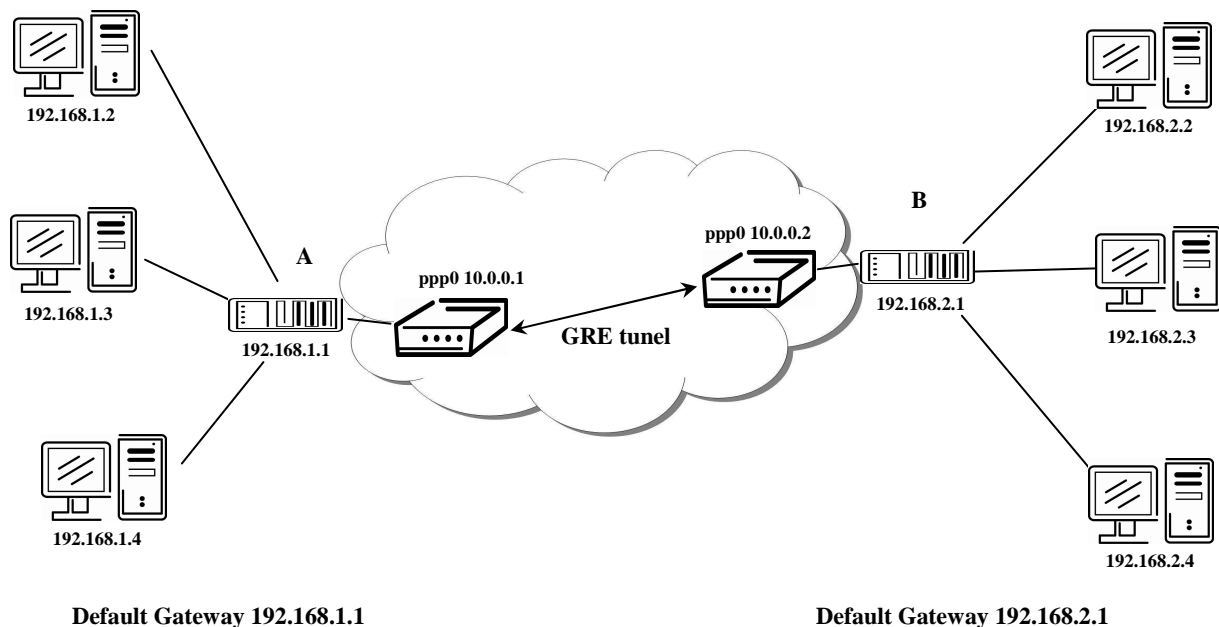 192.168.1.2
192.168.2.2
B
ppp0 10.0.0.2
A
ppp0 10.0.0.1
192.168.2.1
192.168.1.3
GRE tunel
192.168.2.3
192.168.1.1
192.168.1.4
192.168.2.4
Default Gateway 192.168.1.1
Default Gateway 192.168.2.1